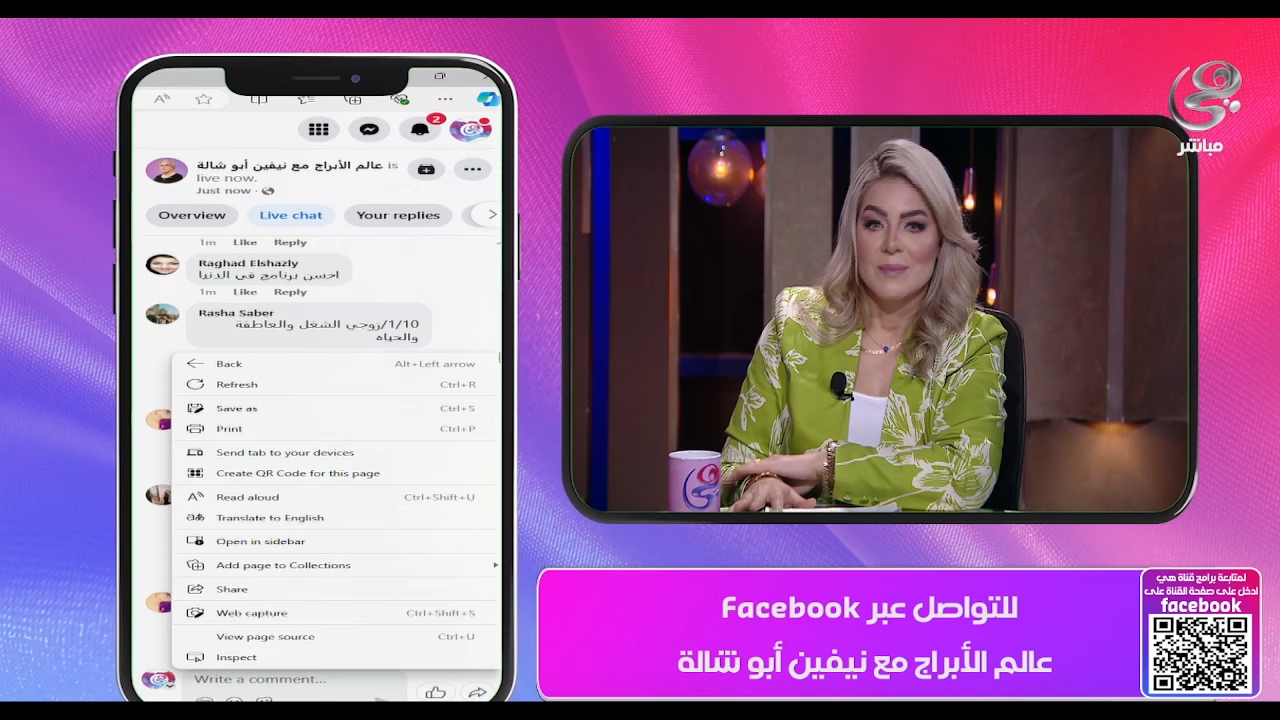 2
عالم الأبراج مع نيفين أبو شالة is
live now.
Just now
Overview
Live chat
Your replies
1m Like Reply
Raghad Elshazly
احسن برنامج في الدنيا
1m Like Reply
Rasha Saber
1/10/زوجي الشغل والعاطفة
والحياه
Back Alt+Left arrow
Refresh Ctrl+R
Save as Ctrl+S
Print Ctrl+P
Send tab to your devices
Create QR Code for this page
Read aloud Ctrl+Shift+U
Translate to English
Open in sidebar
Add page to Collections
Share
Web capture Ctrl+Shift+S
View page source Ctrl+U
Inspect
Write a comment...
هي
مباشر
للتواصل عبر Facebook
عالم الأبراج مع نيفين أبو شالة
لمتابعة برامج قناة هي
ادخل على صفحة القناة على
facebook